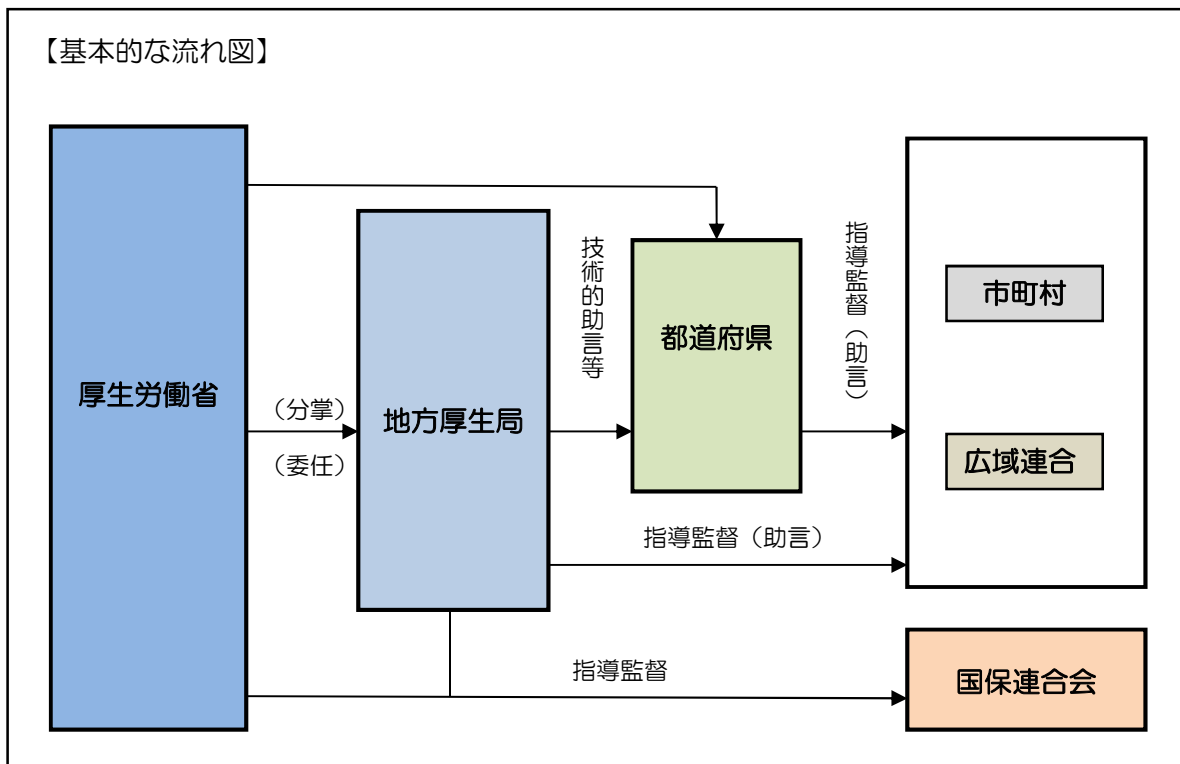 【基本的な流れ図】
厚生労働省
（分掌）
（委任）
地方厚生局
技術的助言等
都道府県
指導監督（助言）
市町村
広域連合
指導監督（助言）
指導監督
国保連合会